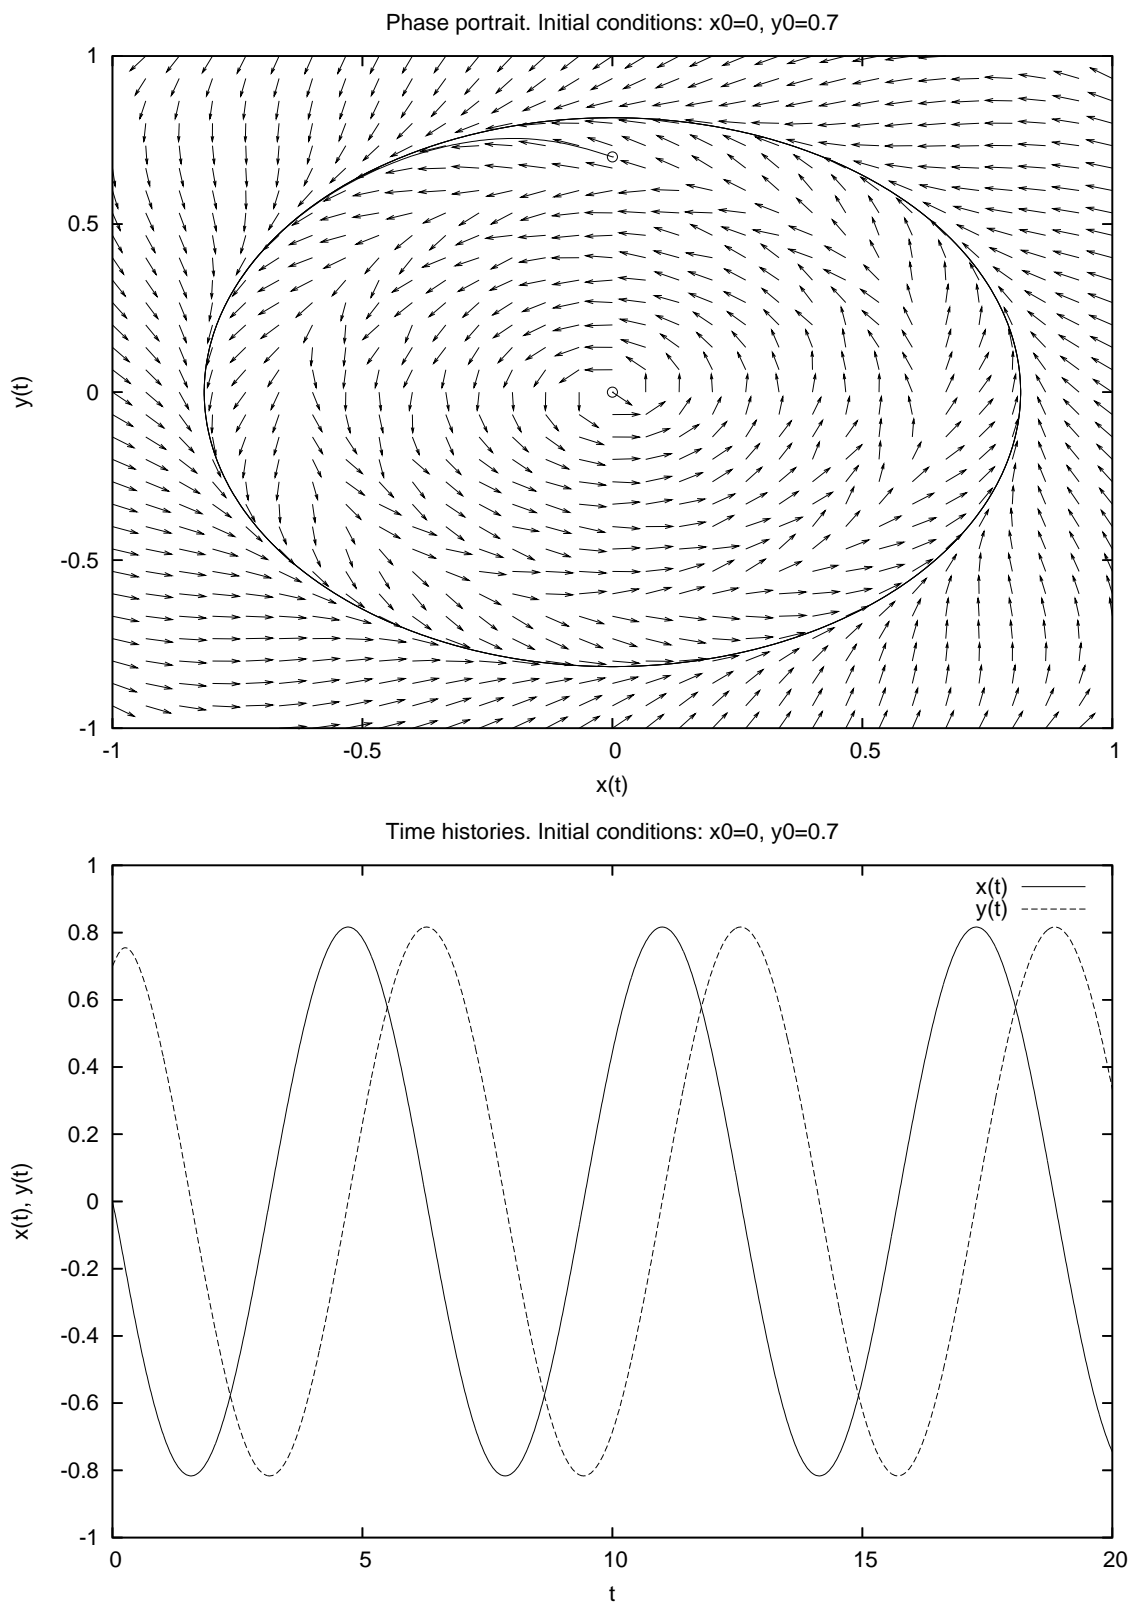 Phase portrait. Initial conditions: x0=0, y0=0.7
1
0.5
0
-0.5
-1
y(t)
-1 -0.5 0 0.5 1
x(t)
Time histories. Initial conditions: x0=0, y0=0.7
x(t)
y(t)
1
0.8
0.6
0.4
0.2
0
-0.2
-0.4
-0.6
-0.8
-1
x(t), y(t)
0 5 10 15 20
t